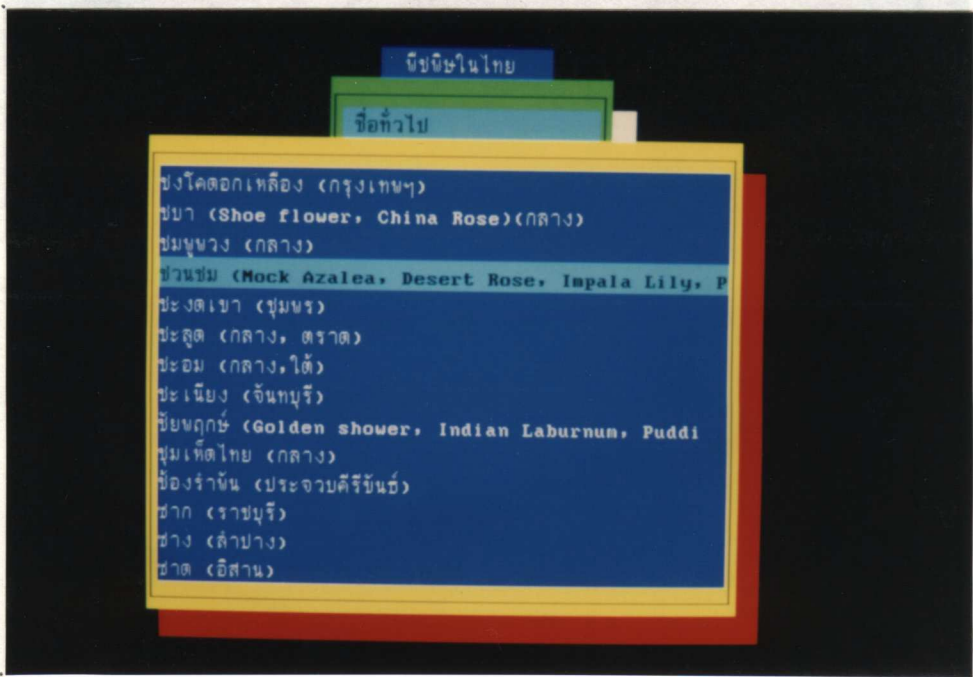 พืชพิษในไทย
ชื่อทั่วไป
ชงโคดอกเหลือง (กรุงเทพฯ)
ชบา (Shoe flower, China Rose)(กลาง)
ชมพูพวง (กลาง)
ชวนชม (Mock Azalea, Desert Rose, Impala Lily, P
ชะงดเขา (ชุมพร)
ชะลูด (กลาง, ตราด)
ชะอม (กลาง,ใต้)
ชะเนียง (จันทบุรี)
ชัยพฤกษ์ (Golden shower, Indian Laburnum, Puddi
ชุมเห็ดไทย (กลาง)
ช้องรำพัน (ประจวบคีรีขันธ์)
ซาก (ราชบุรี)
ซาง (ลำปาง)
ซาด (อีสาน)